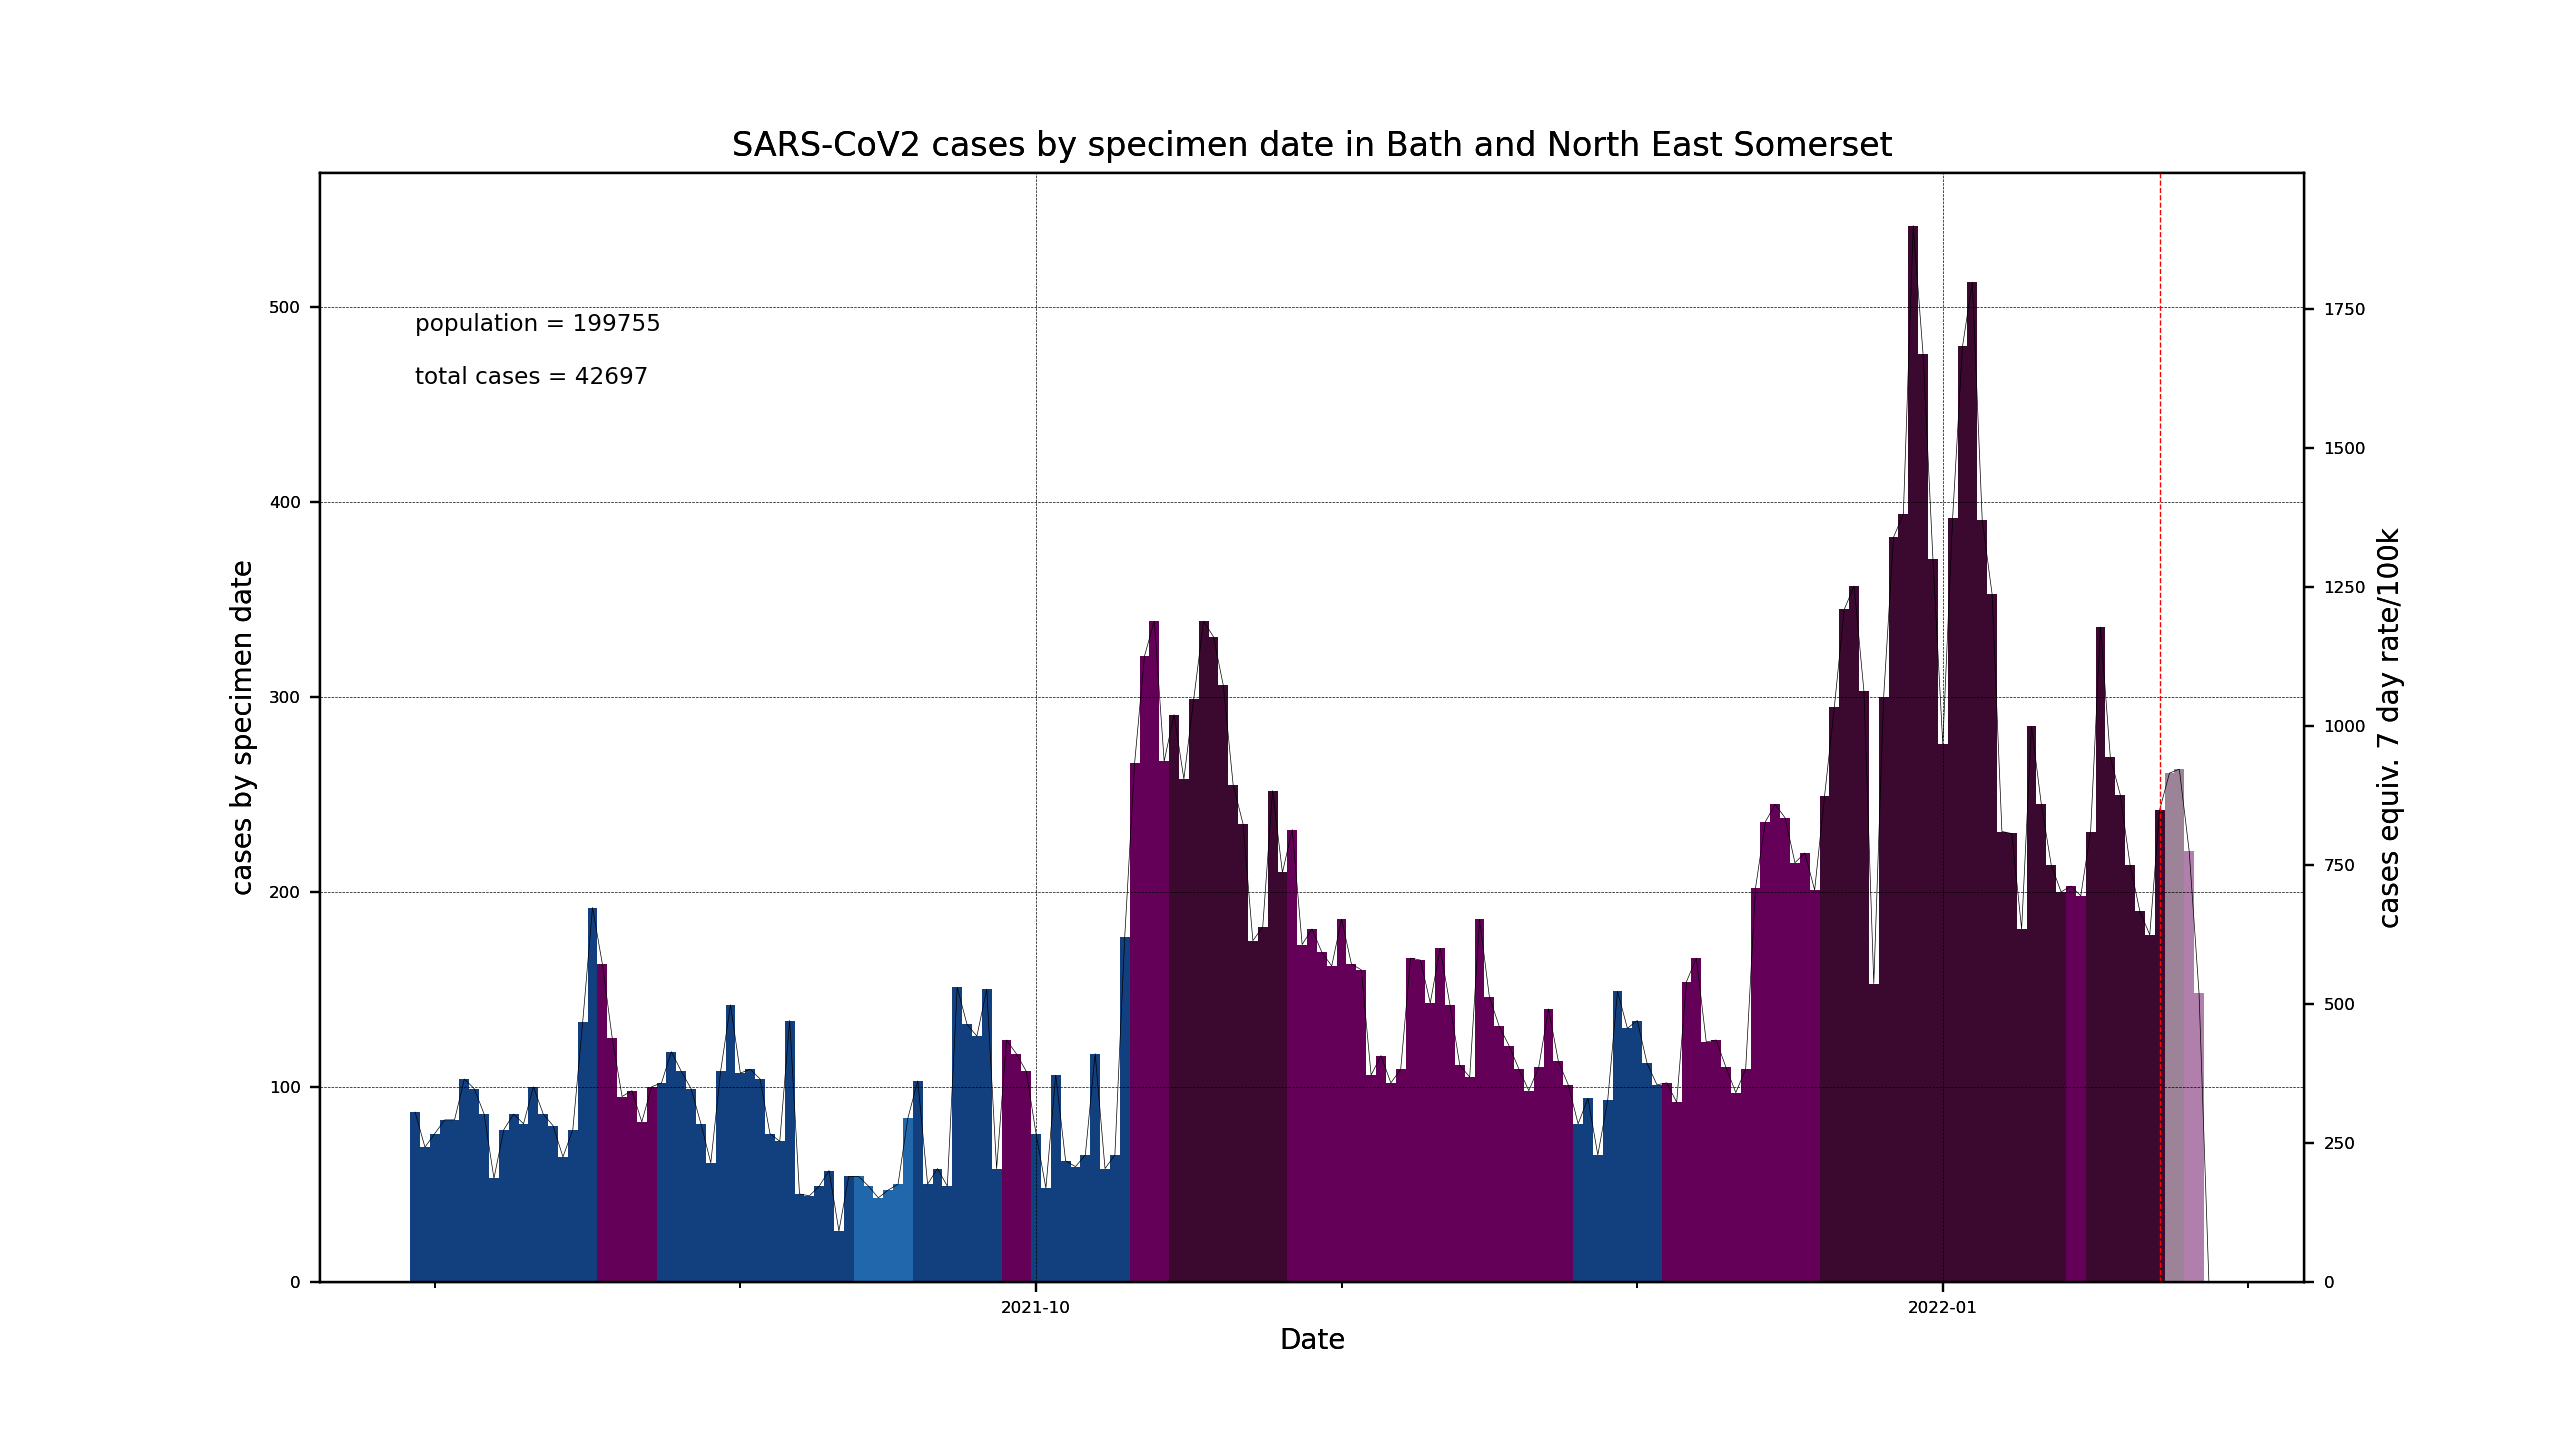 SARS-CoV2 cases by specimen date in Bath and North East Somerset
population = 199755
total cases = 42697
cases by specimen date
500
400
300
200
100
0
1750
1500
1250
1000
750
500
250
0
cases equiv. 7 day rate/100k
2021-10
2022-01
Date